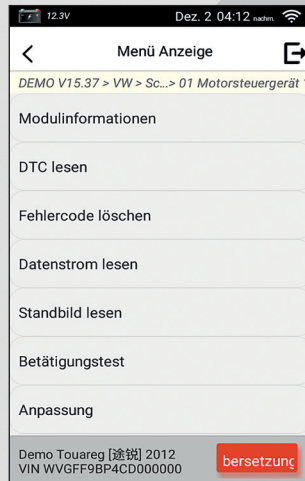 12.3V Dez. 2 04:12 nachm.
Menü Anzeige
DEMO V15.37 > VW > Sc...> 01 Motorsteuergerät
Modulinformationen
DTC lesen
Fehlercode löschen
Datenstrom lesen
Standbild lesen
Betätigungstest
Anpassung
Demo Touareg [途锐] 2012
VIN WVGFF9BP4CD000000
bersetzung